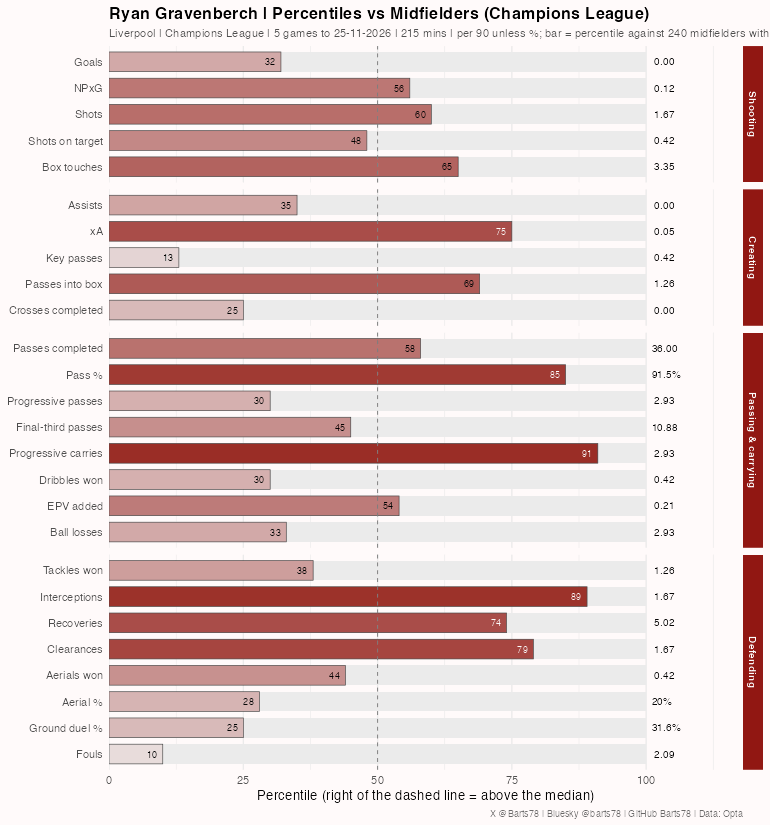 Ryan Gravenberch | Percentiles vs Midfielders (Champions League)
Liverpool | Champions League | 5 games to 25-11-2026 | 215 mins | per 90 unless %; bar = percentile against 240 midfielders with
Shooting
Goals 32 0.00
NPxG 56 0.12
Shots 60 1.67
Shots on target 48 0.42
Box touches 65 3.35
Creating
Assists 35 0.00
xA 75 0.05
Key passes 13 0.42
Passes into box 69 1.26
Crosses completed 25 0.00
Passing & carrying
Passes completed 58 36.00
Pass % 85 91.5%
Progressive passes 30 2.93
Final-third passes 45 10.88
Progressive carries 91 2.93
Dribbles won 30 0.42
EPV added 54 0.21
Ball losses 33 2.93
Defending
Tackles won 38 1.26
Interceptions 89 1.67
Recoveries 74 5.02
Clearances 79 1.67
Aerials won 44 0.42
Aerial % 28 20%
Ground duel % 25 31.6%
Fouls 10 2.09
0 25 50 75 100
Percentile (right of the dashed line = above the median)
X @Barts78 | Bluesky @barts78 | GitHub Barts78 | Data: Opta